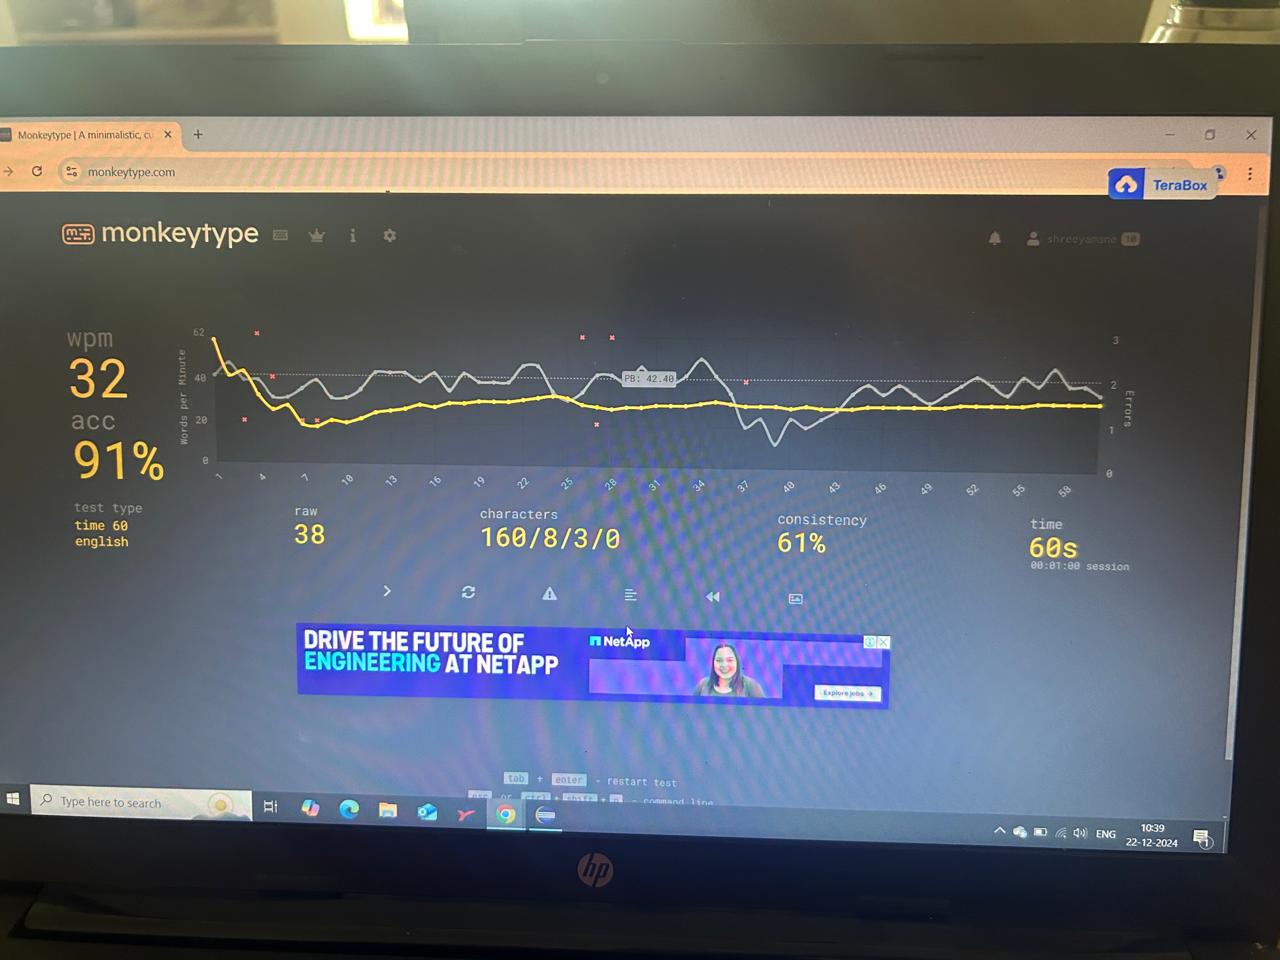 Monkeytype | A minimalistic, cu
monkeytype.com
TeraBox
monkeytype
shreeyamane 10
wpm
32
acc
91%
Words per Minute
62
40
20
0
PB: 42.40
3
2
1
0
Errors
1 4 7 10 13 16 19 22 25 28 31 34 37 40 43 46 49 52 55 58
test type
time 60
english
raw
38
characters
160/8/3/0
consistency
61%
time
60s
00:01:00 session
DRIVE THE FUTURE OF
ENGINEERING AT NETAPP
NetApp
Explore jobs →
tab + enter - restart test
esc or ctrl + shift + p - command line
Type here to search
ENG
10:39
22-12-2024
1
hp